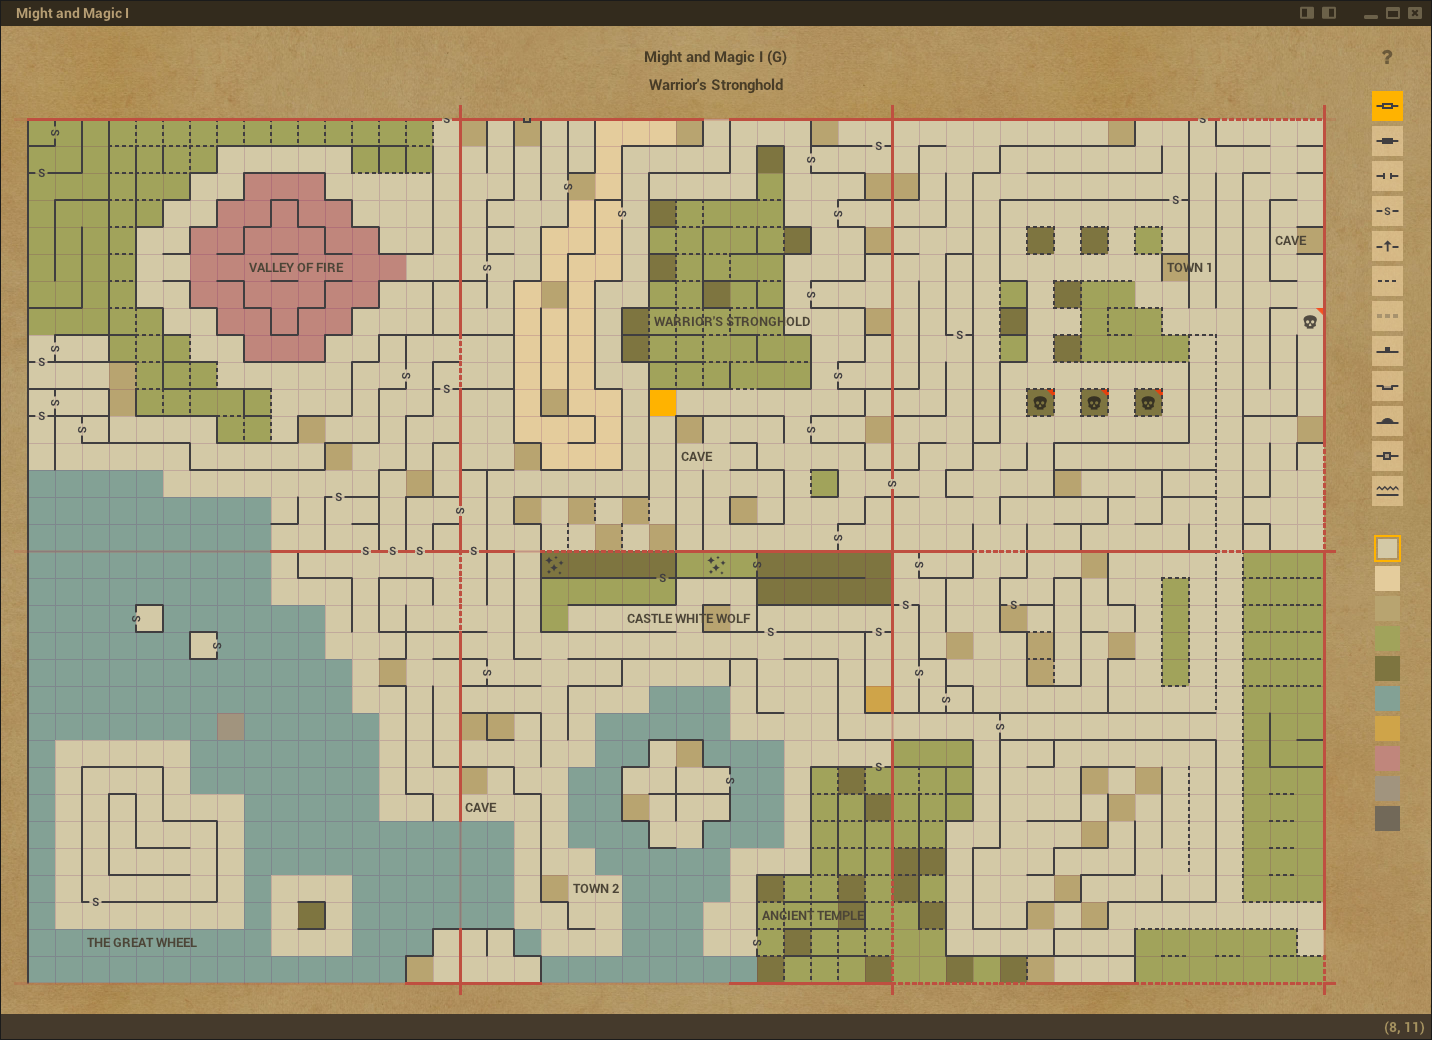 Might and Magic I
Might and Magic I (G)
Warrior's Stronghold
?
CAVE
VALLEY OF FIRE
TOWN 1
WARRIOR'S STRONGHOLD
CAVE
CASTLE WHITE WOLF
CAVE
TOWN 2
ANCIENT TEMPLE
THE GREAT WHEEL
(8, 11)